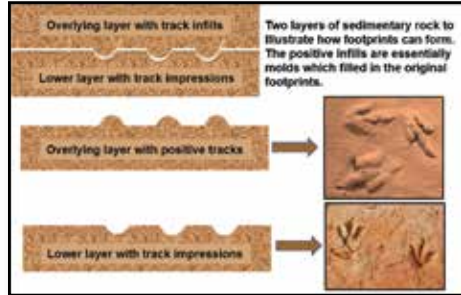 Overlying layer with track infills
Lower layer with track impressions
Two layers of sedimentary rock to
illustrate how footprints can form.
The positive infills are essentially
molds which filled in the original
footprints.
Overlying layer with positive tracks
Lower layer with track impressions